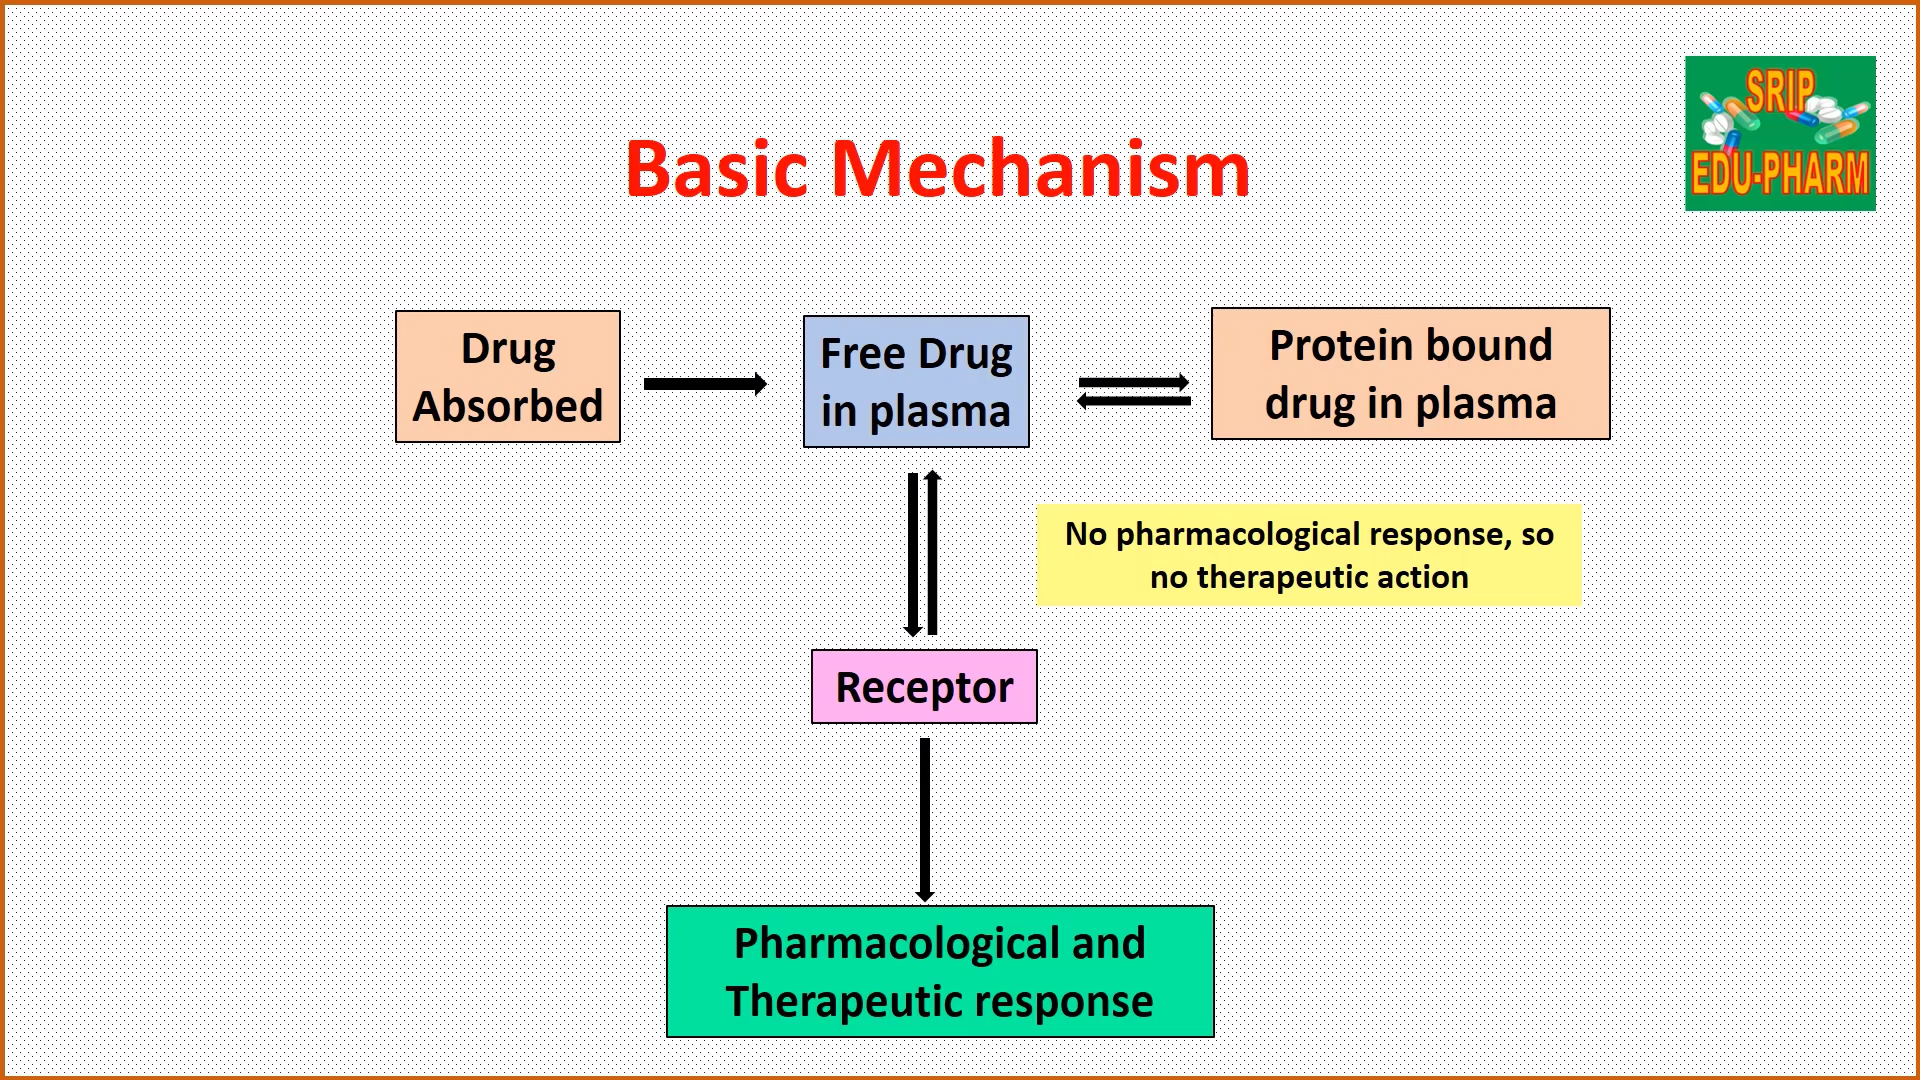 SRIP
EDU-PHARM
Basic Mechanism
Drug
Absorbed
Free Drug
in plasma
Protein bound
drug in plasma
No pharmacological response, so
no therapeutic action
Receptor
Pharmacological and
Therapeutic response